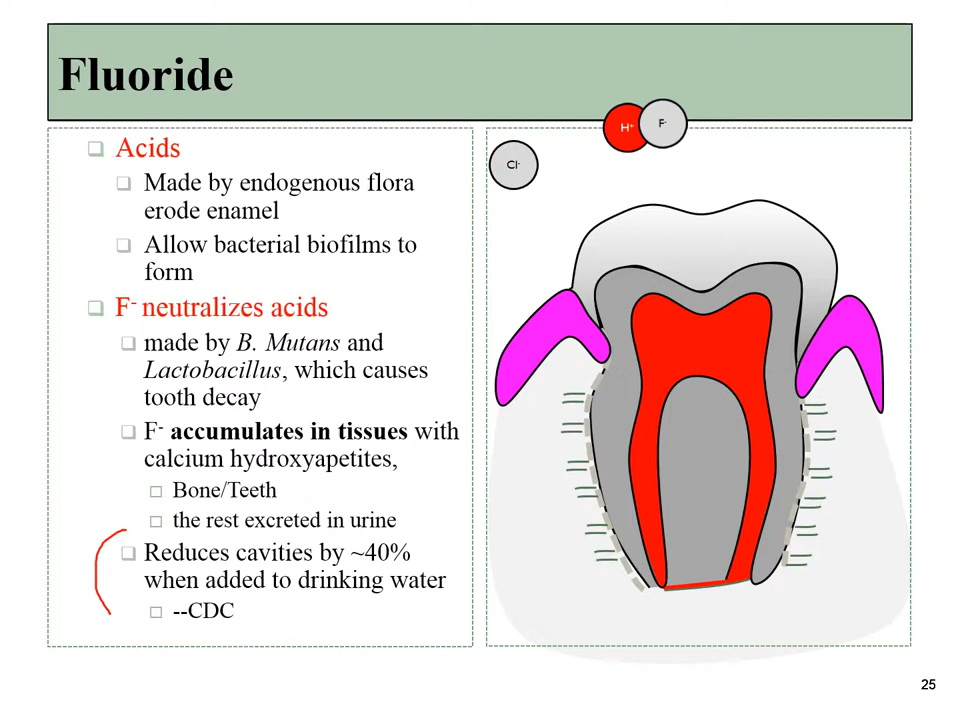 Fluoride
Acids
Made by endogenous flora
erode enamel
Allow bacterial biofilms to
form
F- neutralizes acids
made by B. Mutans and
Lactobacillus, which causes
tooth decay
F- accumulates in tissues with
calcium hydroxyapetites,
Bone/Teeth
the rest excreted in urine
Reduces cavities by ~40%
when added to drinking water
--CDC
H+
F-
Cl-
25